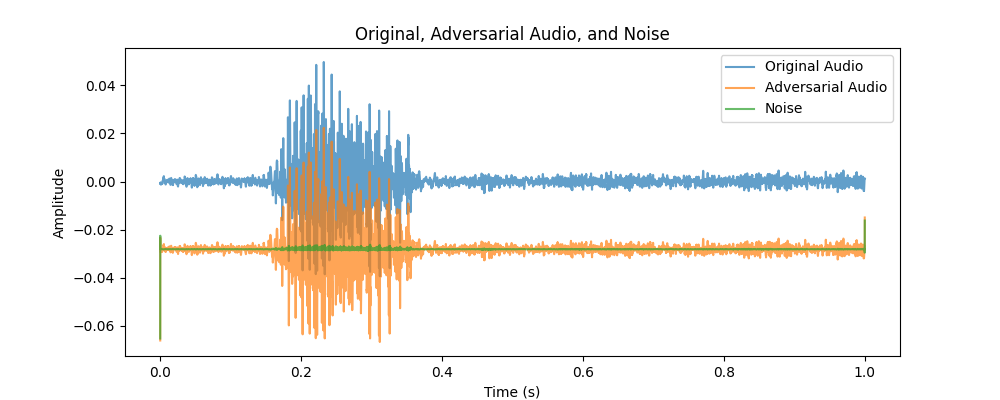 Original, Adversarial Audio, and Noise
Original Audio
Adversarial Audio
Noise
Amplitude
0.04
0.02
0.00
−0.02
−0.04
−0.06
0.0 0.2 0.4 0.6 0.8 1.0
Time (s)